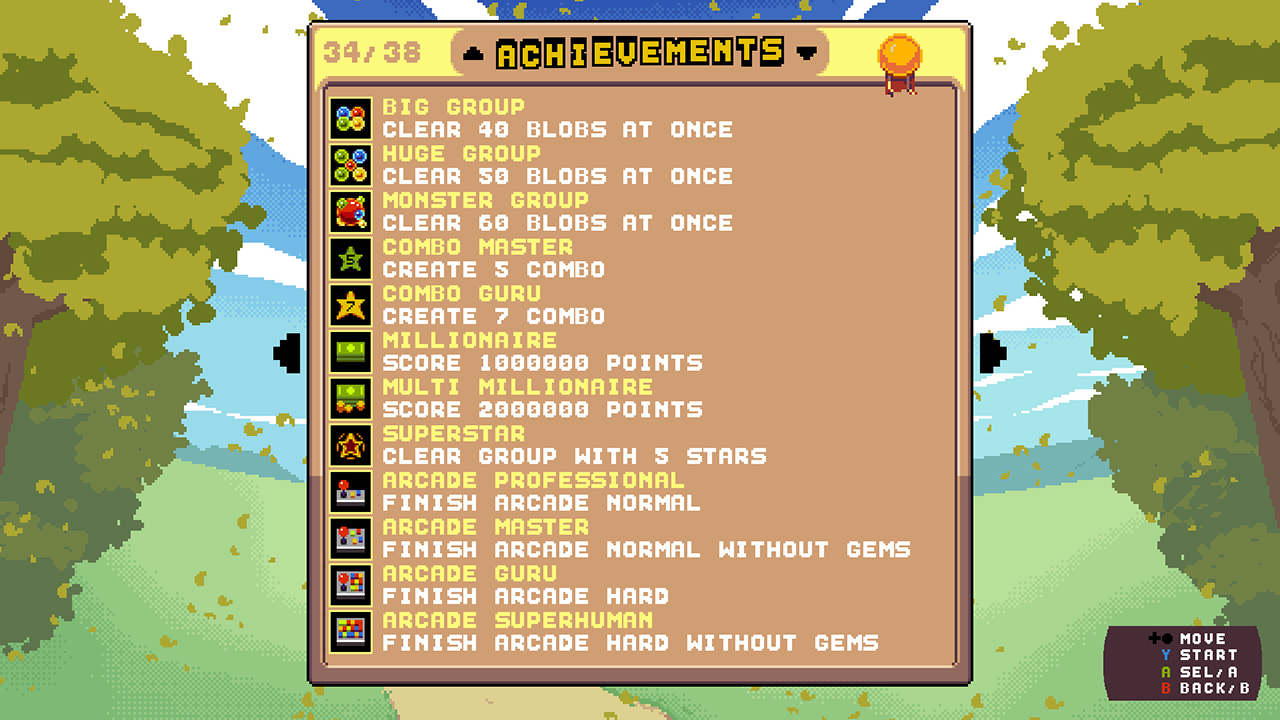 34/38
ACHIEVEMENTS
BIG GROUP
CLEAR 40 BLOBS AT ONCE
HUGE GROUP
CLEAR 50 BLOBS AT ONCE
MONSTER GROUP
CLEAR 60 BLOBS AT ONCE
COMBO MASTER
CREATE 5 COMBO
COMBO GURU
CREATE 7 COMBO
MILLIONAIRE
SCORE 1000000 POINTS
MULTI MILLIONAIRE
SCORE 2000000 POINTS
SUPERSTAR
CLEAR GROUP WITH 5 STARS
ARCADE PROFESSIONAL
FINISH ARCADE NORMAL
ARCADE MASTER
FINISH ARCADE NORMAL WITHOUT GEMS
ARCADE GURU
FINISH ARCADE HARD
ARCADE SUPERHUMAN
FINISH ARCADE HARD WITHOUT GEMS
MOVE
Y START
A SEL/A
B BACK/B